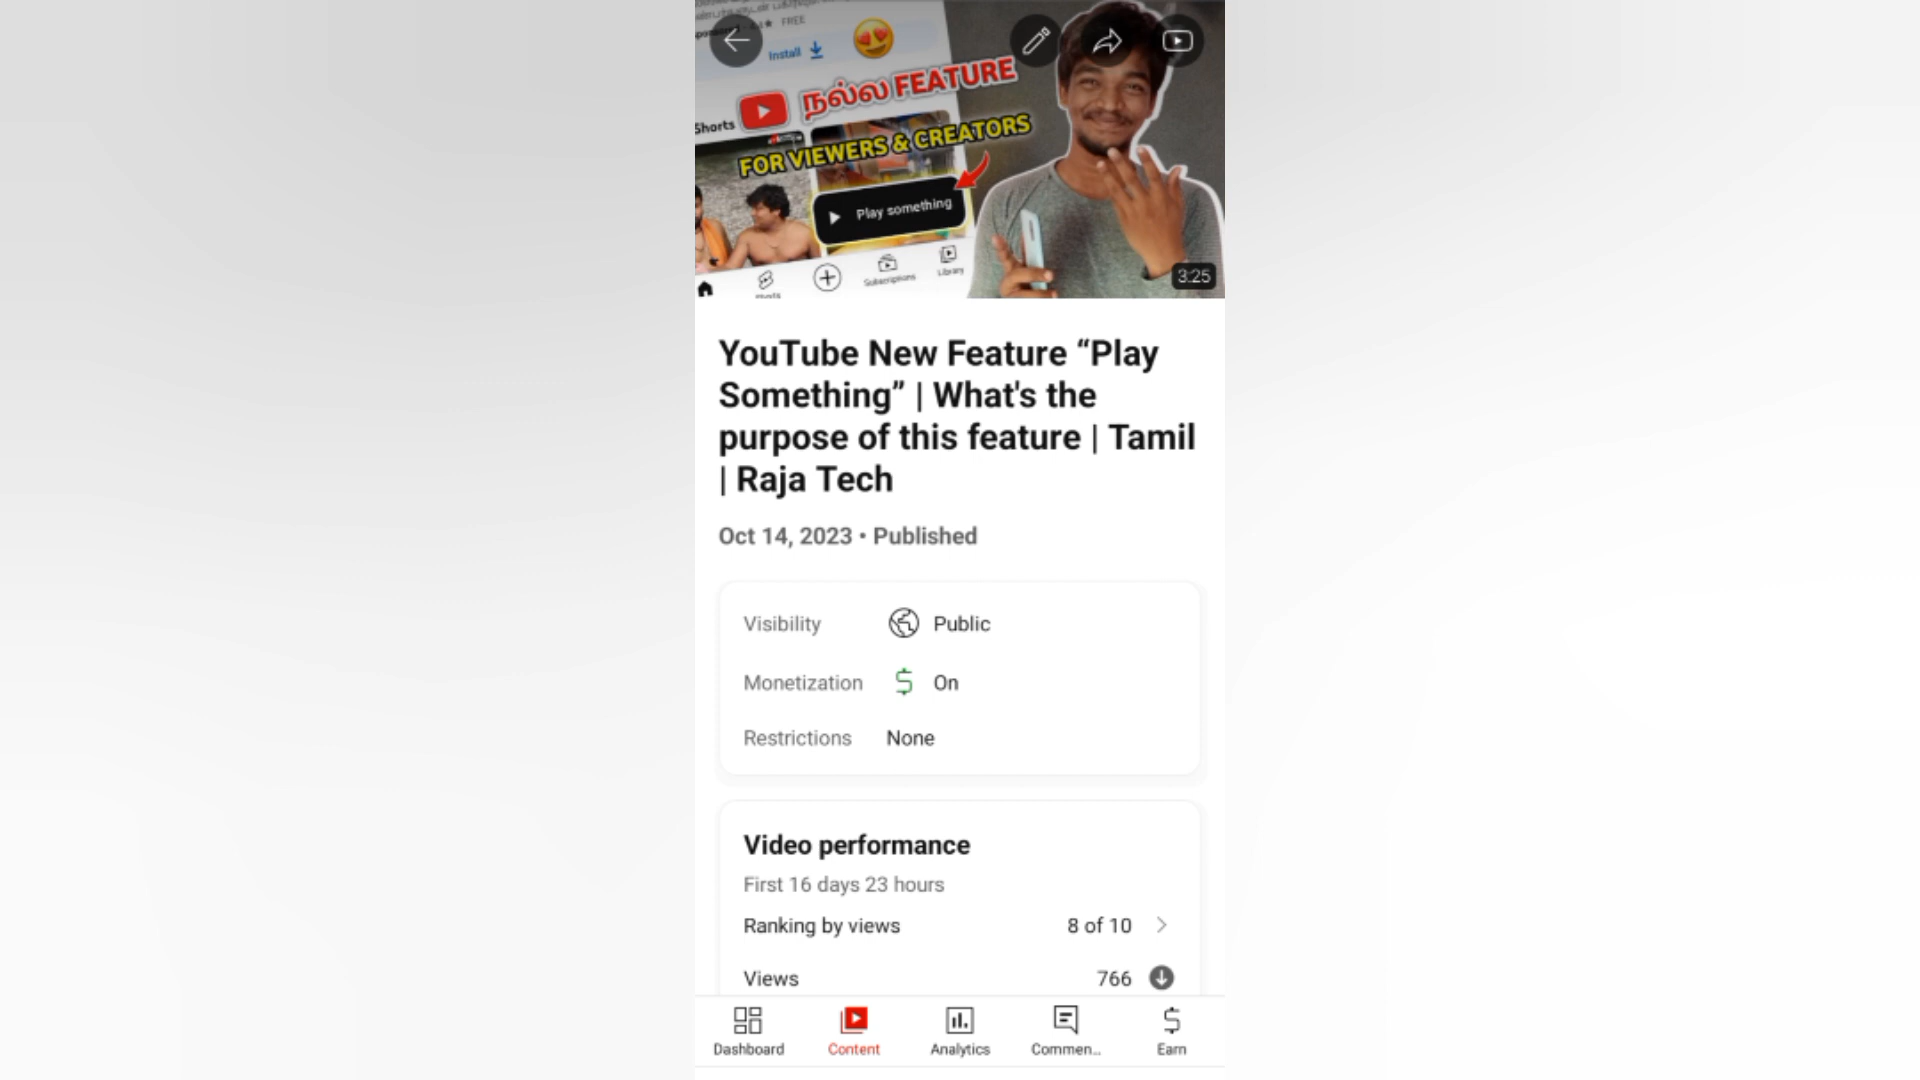 FREE
Install
நல்ல FEATURE
Shorts
FOR VIEWERS & CREATORS
Play something
Subscriptions
Library
3:25
YouTube New Feature “Play
Something” | What's the
purpose of this feature | Tamil
| Raja Tech
Oct 14, 2023 • Published
Visibility Public
Monetization On
Restrictions None
Video performance
First 16 days 23 hours
Ranking by views 8 of 10
Views 766
Dashboard Content Analytics Commen... Earn